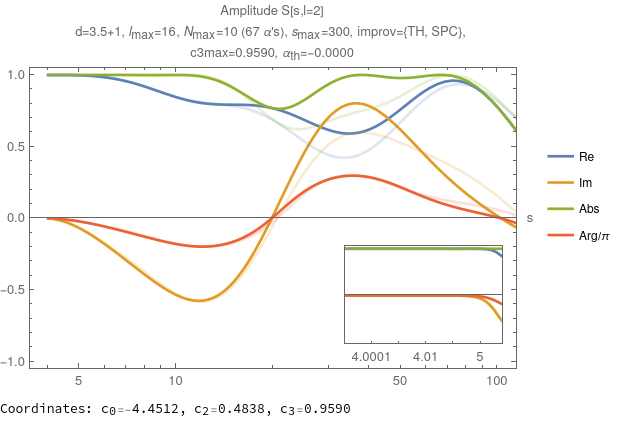 Amplitude S[s,l=2]
d=3.5+1, lmax=16, Nmax=10 (67 α's), smax=300, improv={TH, SPC},
c3max=0.9590, αth=-0.0000
1.0
0.5
0.0
-0.5
-1.0
s
Re
Im
Abs
Arg/π
4.0001 4.01 5
5 10 50 100
Coordinates: c0=-4.4512, c2=0.4838, c3=0.9590